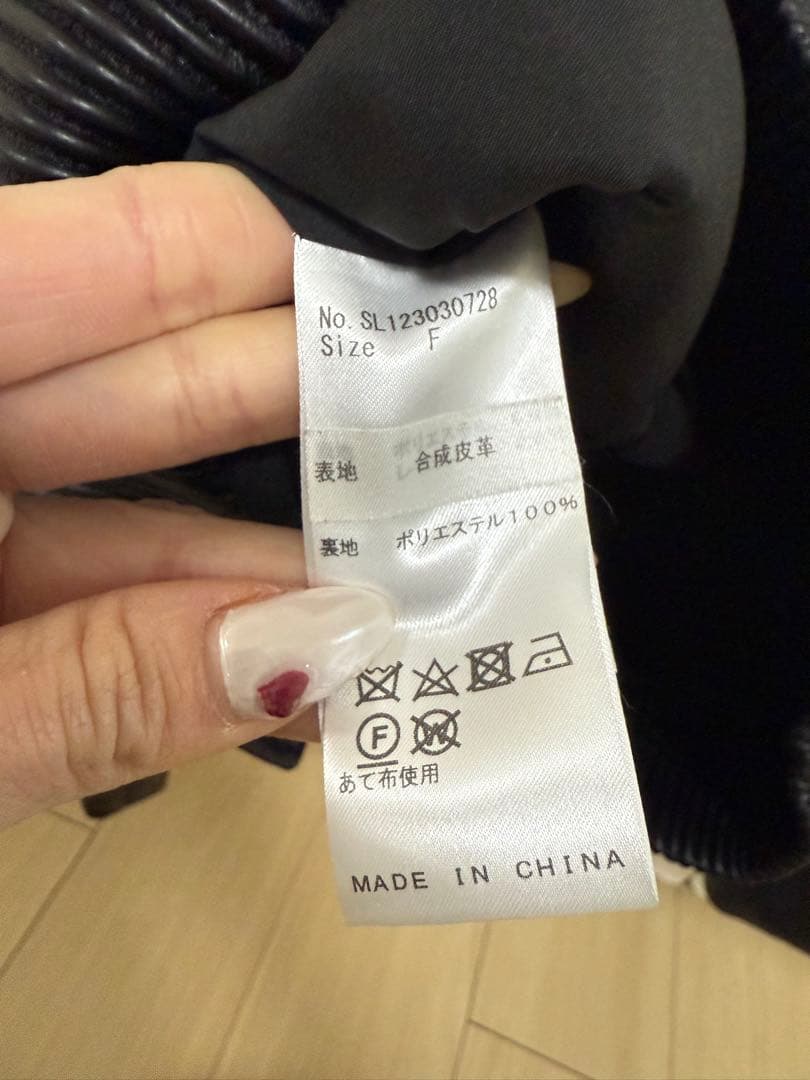 No. SL123030728
Size F
表地 合成皮革
裏地 ポリエステル100%
F W
あて布使用
MADE IN CHINA